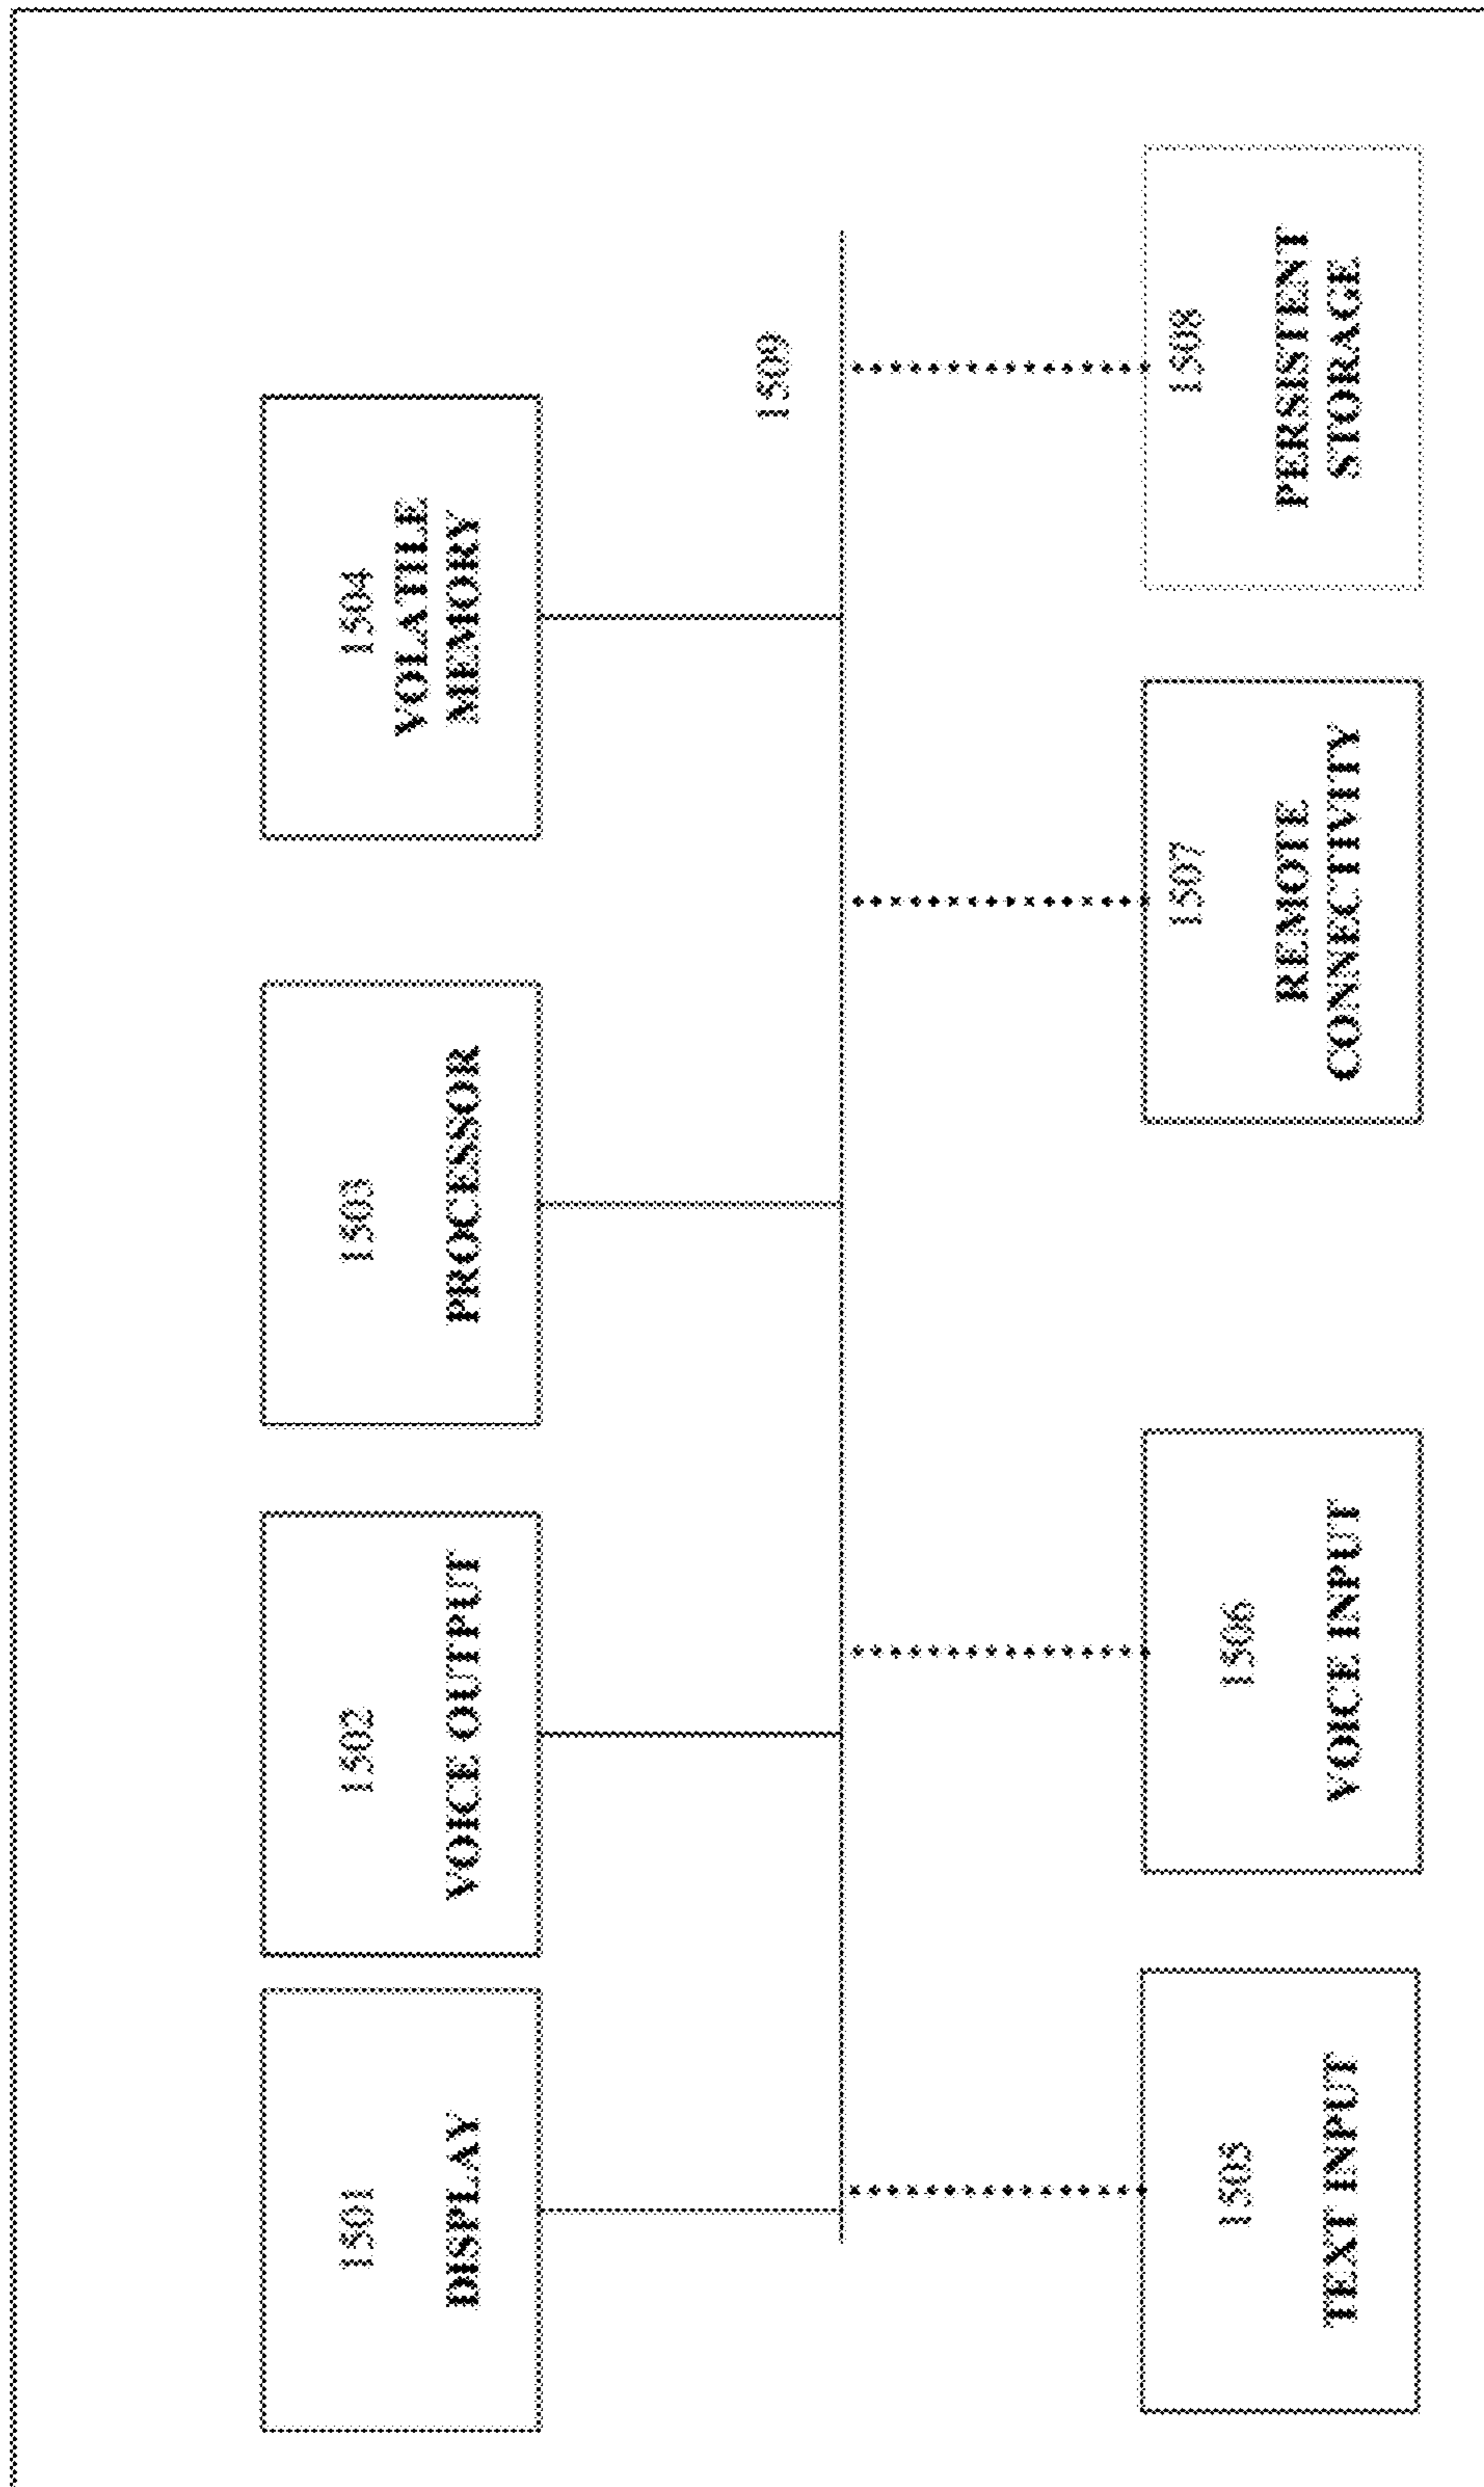 1501
DISPLAY
1502
VOICE OUTPUT
1503
PROCESSOR
1504
VOLATILE
MEMORY
1509
1505
TEXT INPUT
1506
VOICE INPUT
1507
REMOTE
CONNECTIVITY
1508
PERSISTENT
STORAGE